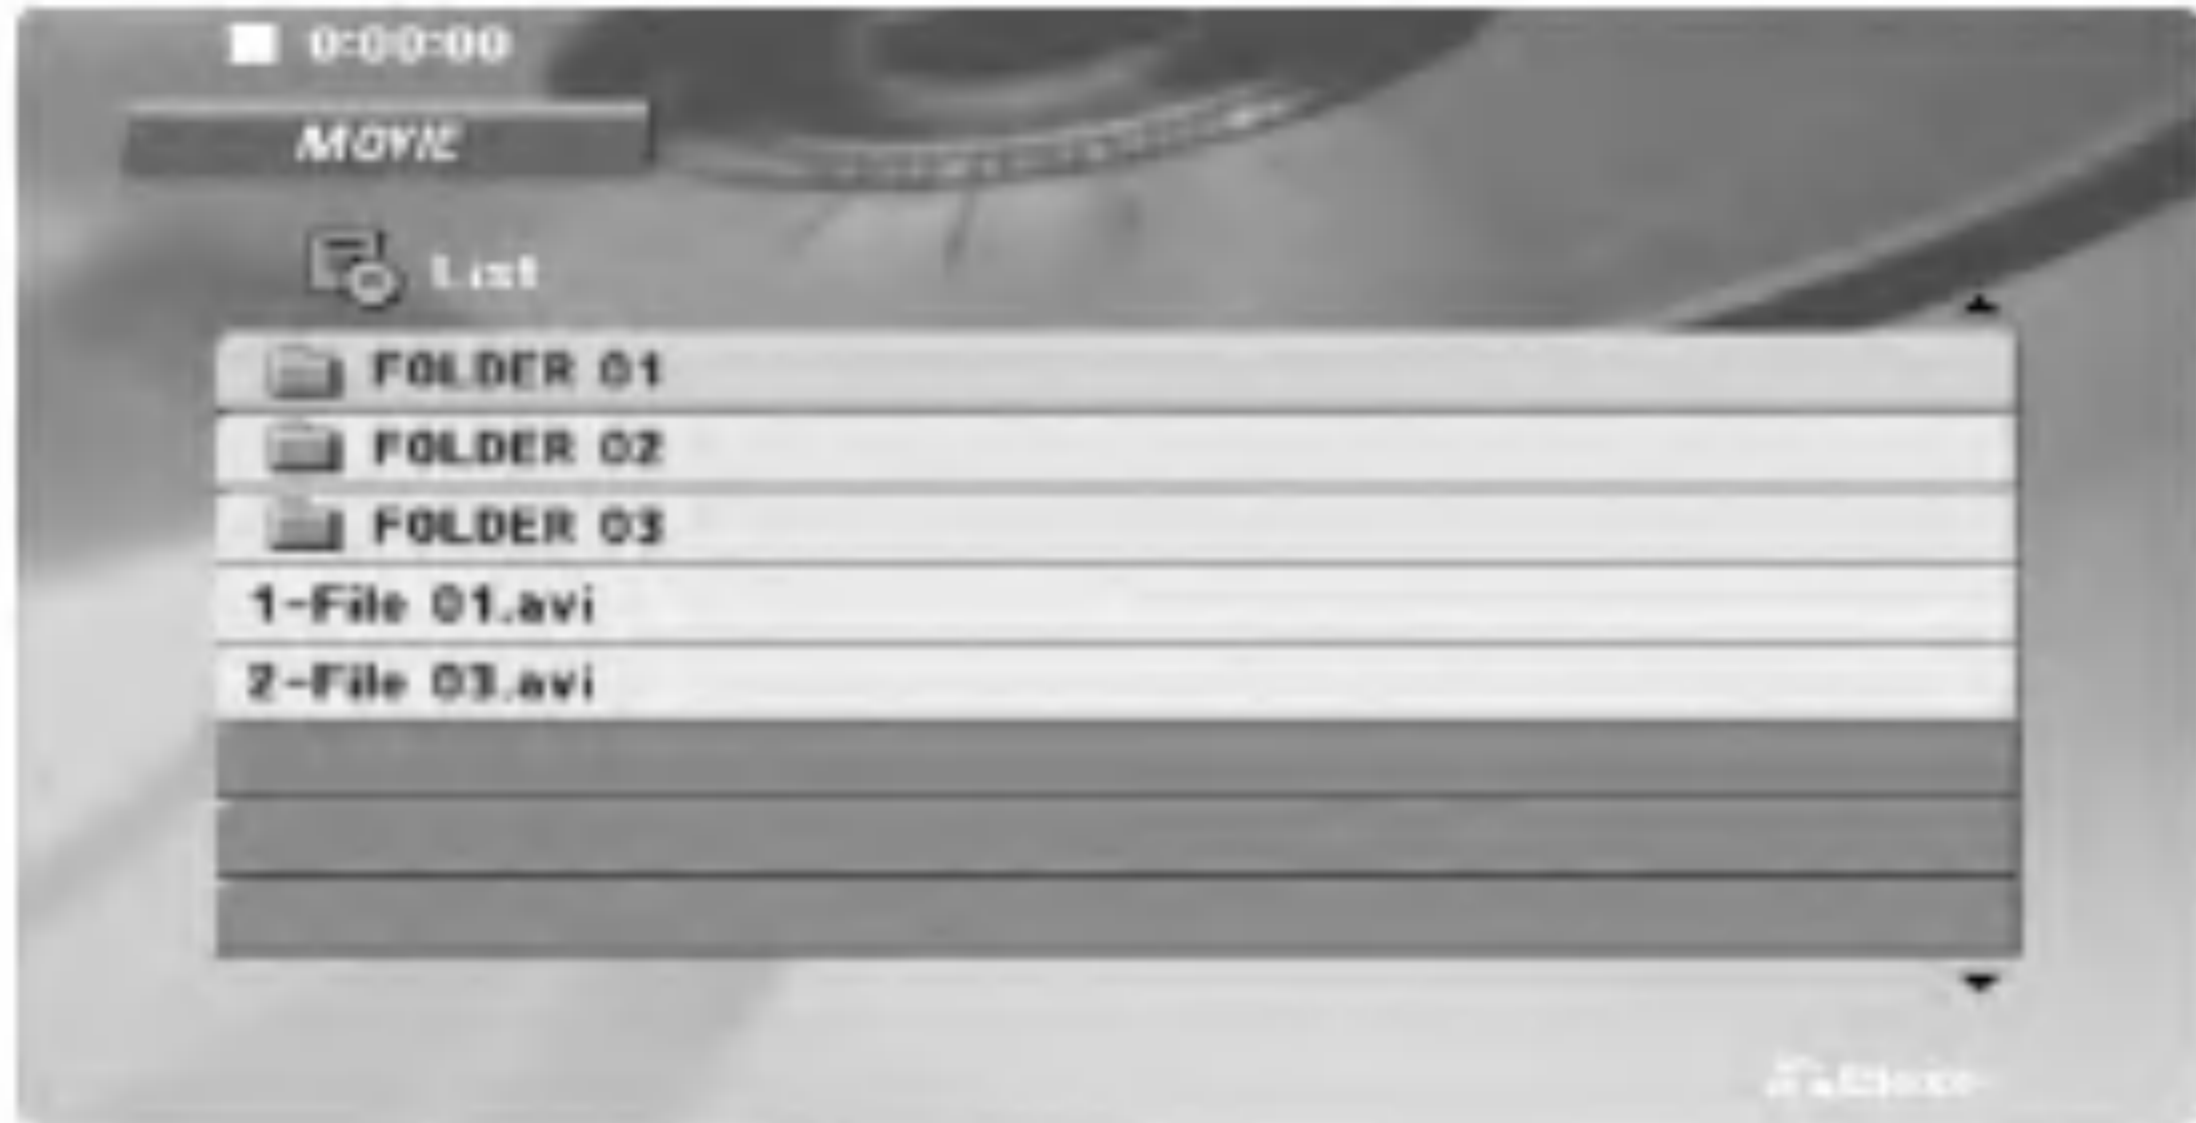 0:00:00
MOVIE
List
FOLDER 01
FOLDER 02
FOLDER 03
1-File 01.avi
2-File 03.avi